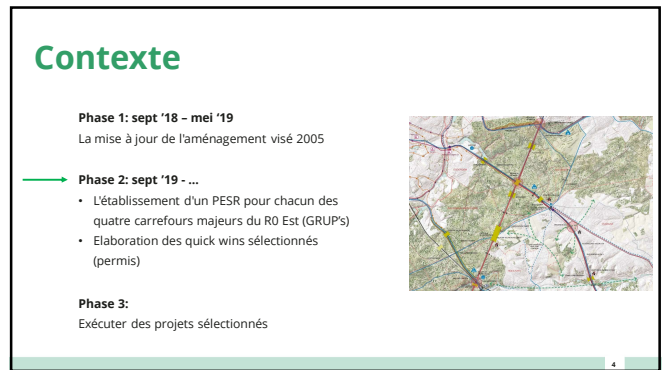 Contexte
Phase 1: sept ’18 – mei ‘19
La mise à jour de l'aménagement visé 2005
Phase 2: sept ’19 - …
• L'établissement d'un PESR pour chacun des
quatre carrefours majeurs du R0 Est (GRUP’s)
• Elaboration des quick wins sélectionnés
(permis)
Phase 3:
Exécuter des projets sélectionnés
4